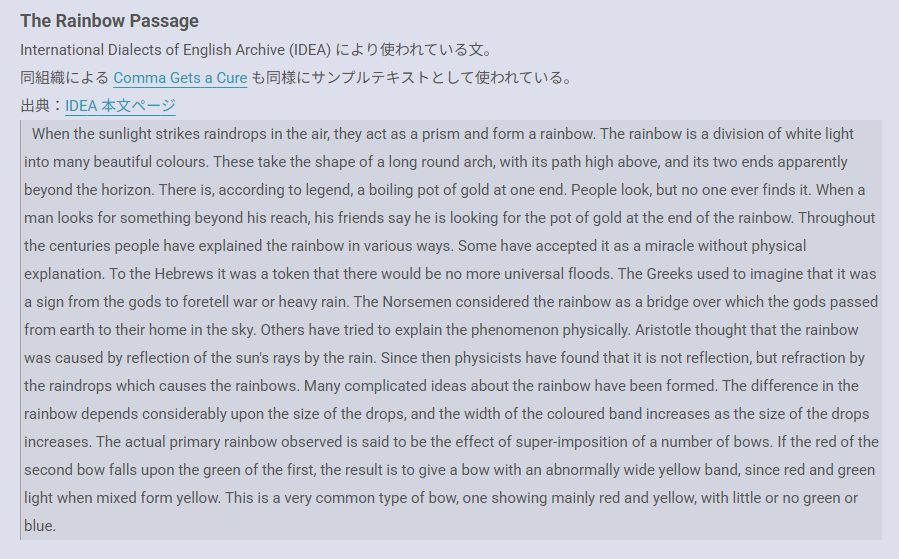 The Rainbow Passage
International Dialects of English Archive (IDEA) により使われている文。
同組織による Comma Gets a Cure も同様にサンプルテキストとして使われている。
出典：IDEA 本文ページ
When the sunlight strikes raindrops in the air, they act as a prism and form a rainbow. The rainbow is a division of white light
into many beautiful colours. These take the shape of a long round arch, with its path high above, and its two ends apparently
beyond the horizon. There is, according to legend, a boiling pot of gold at one end. People look, but no one ever finds it. When a
man looks for something beyond his reach, his friends say he is looking for the pot of gold at the end of the rainbow. Throughout
the centuries people have explained the rainbow in various ways. Some have accepted it as a miracle without physical
explanation. To the Hebrews it was a token that there would be no more universal floods. The Greeks used to imagine that it was
a sign from the gods to foretell war or heavy rain. The Norsemen considered the rainbow as a bridge over which the gods passed
from earth to their home in the sky. Others have tried to explain the phenomenon physically. Aristotle thought that the rainbow
was caused by reflection of the sun's rays by the rain. Since then physicists have found that it is not reflection, but refraction by
the raindrops which causes the rainbows. Many complicated ideas about the rainbow have been formed. The difference in the
rainbow depends considerably upon the size of the drops, and the width of the coloured band increases as the size of the drops
increases. The actual primary rainbow observed is said to be the effect of super-imposition of a number of bows. If the red of the
second bow falls upon the green of the first, the result is to give a bow with an abnormally wide yellow band, since red and green
light when mixed form yellow. This is a very common type of bow, one showing mainly red and yellow, with little or no green or
blue.